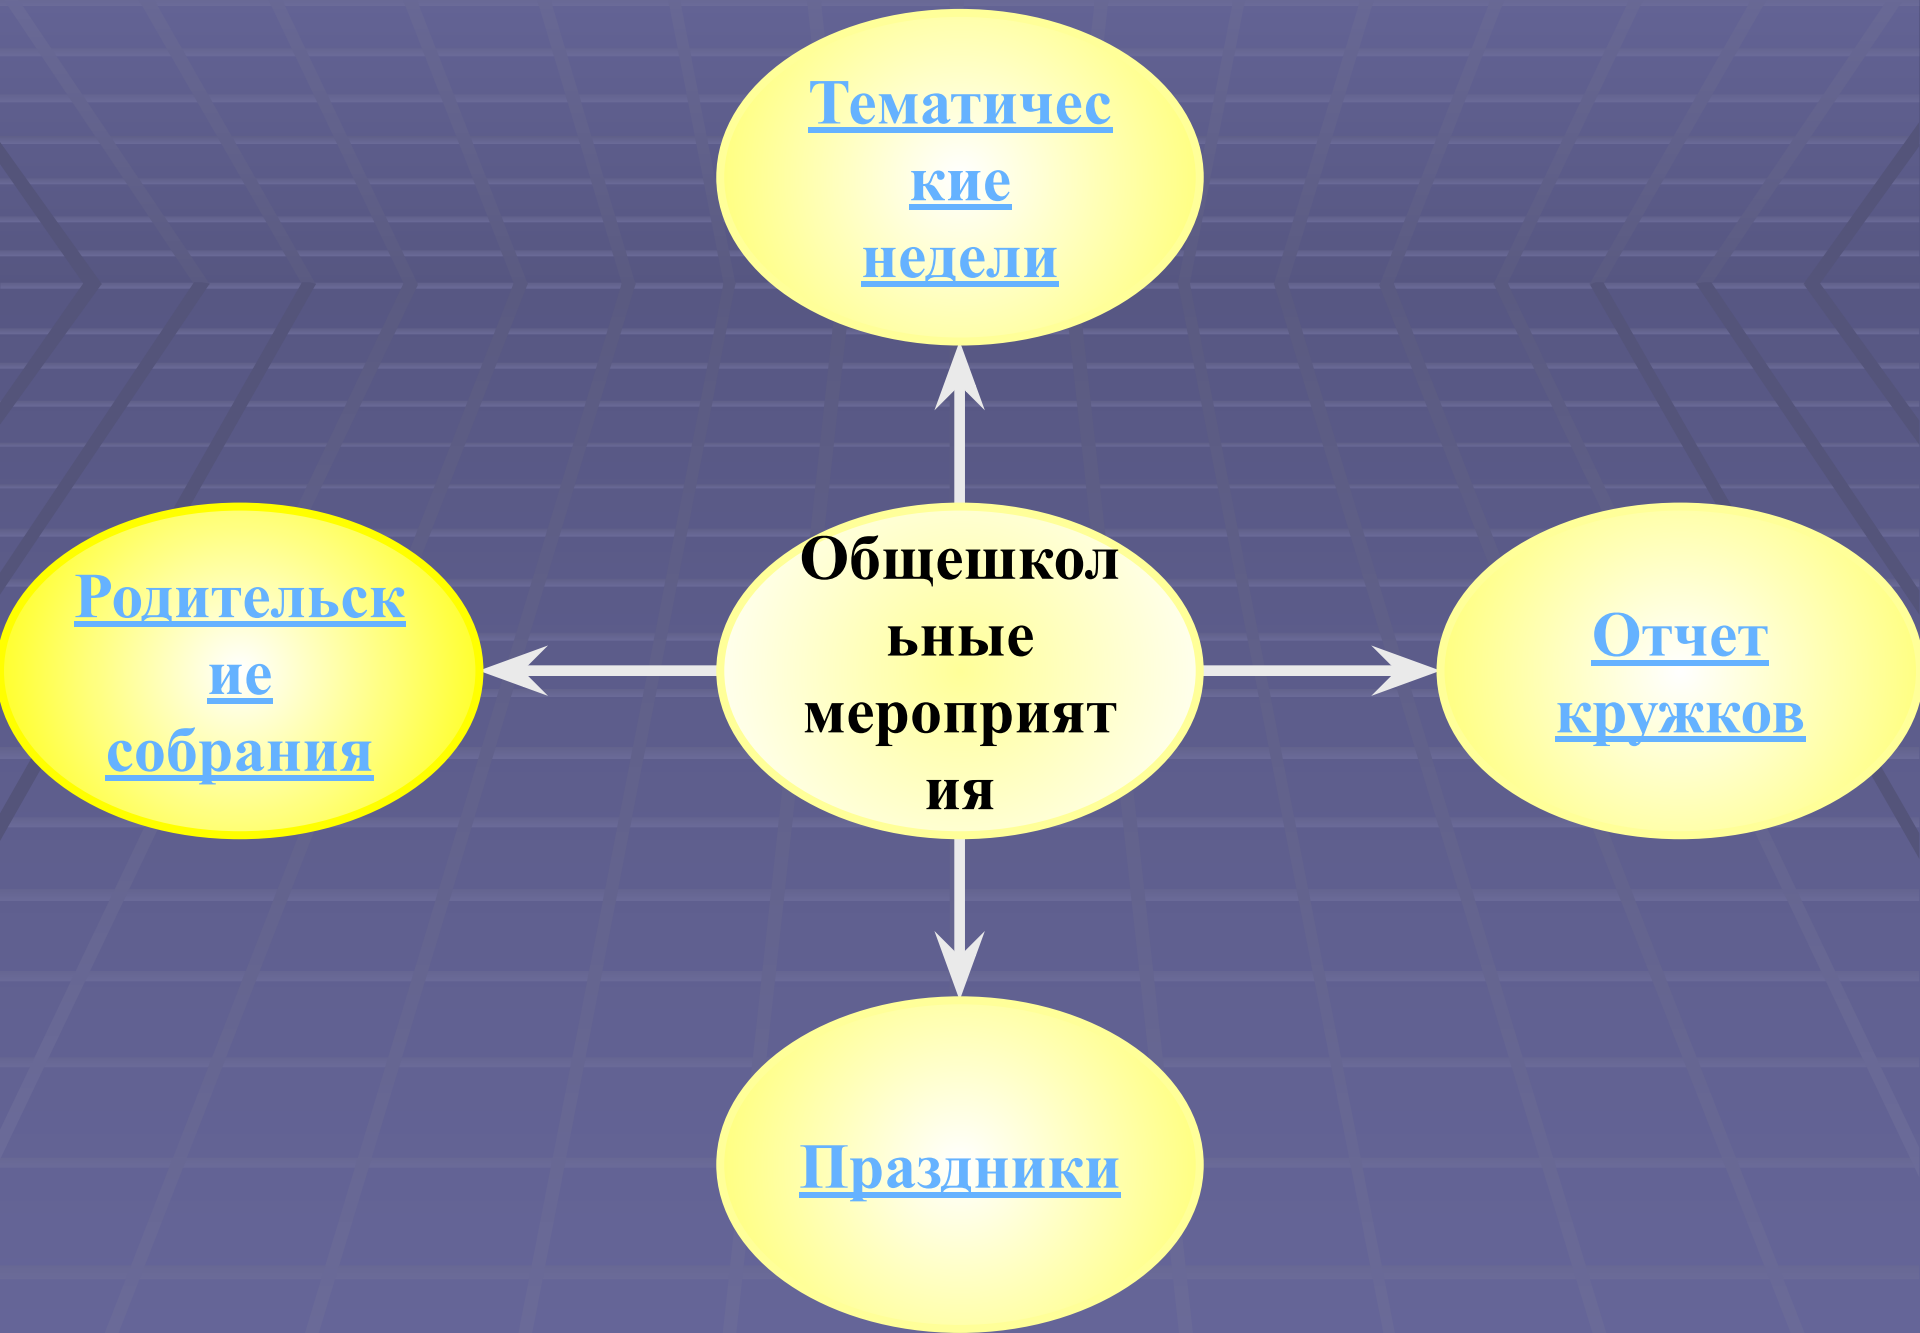 Тематичес
кие
недели
Родительск
ие
собрания
Общешкол
ьные
мероприят
ия
Отчет
кружков
Праздники